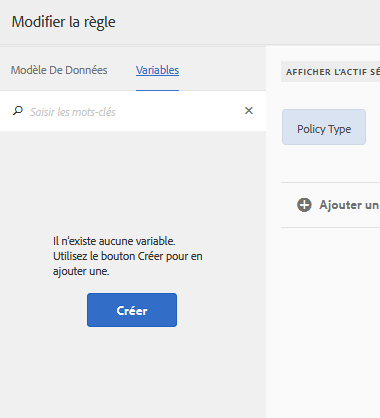 Modifier la règle
Modèle De Données
Variables
Saisir les mots-clés
Il n'existe aucune variable.
Utilisez le bouton Créer pour en
ajouter une.
Créer
AFFICHER L'ACTIF
Policy Type
Ajouter un